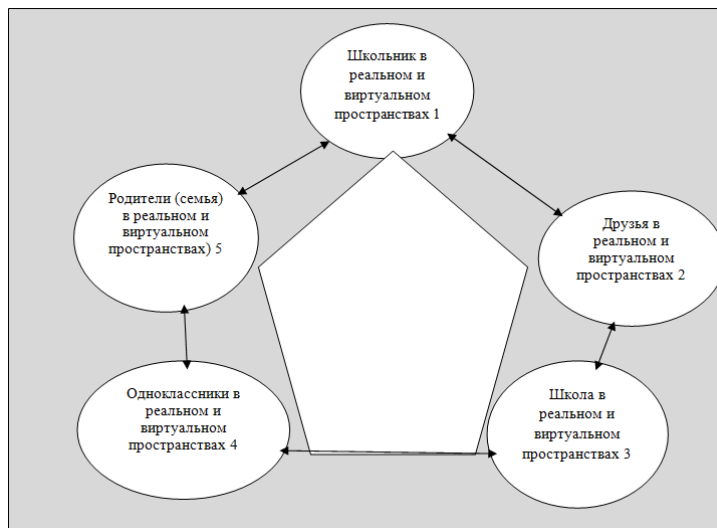 Школьник в
реальном и
виртуальном
пространствах 1
Родители (семья)
в реальном и
виртуальном
пространствах) 5
Друзья в
реальном и
виртуальном
пространствах 2
Одноклассники в
реальном и
виртуальном
пространствах 4
Школа в
реальном и
виртуальном
пространствах 3